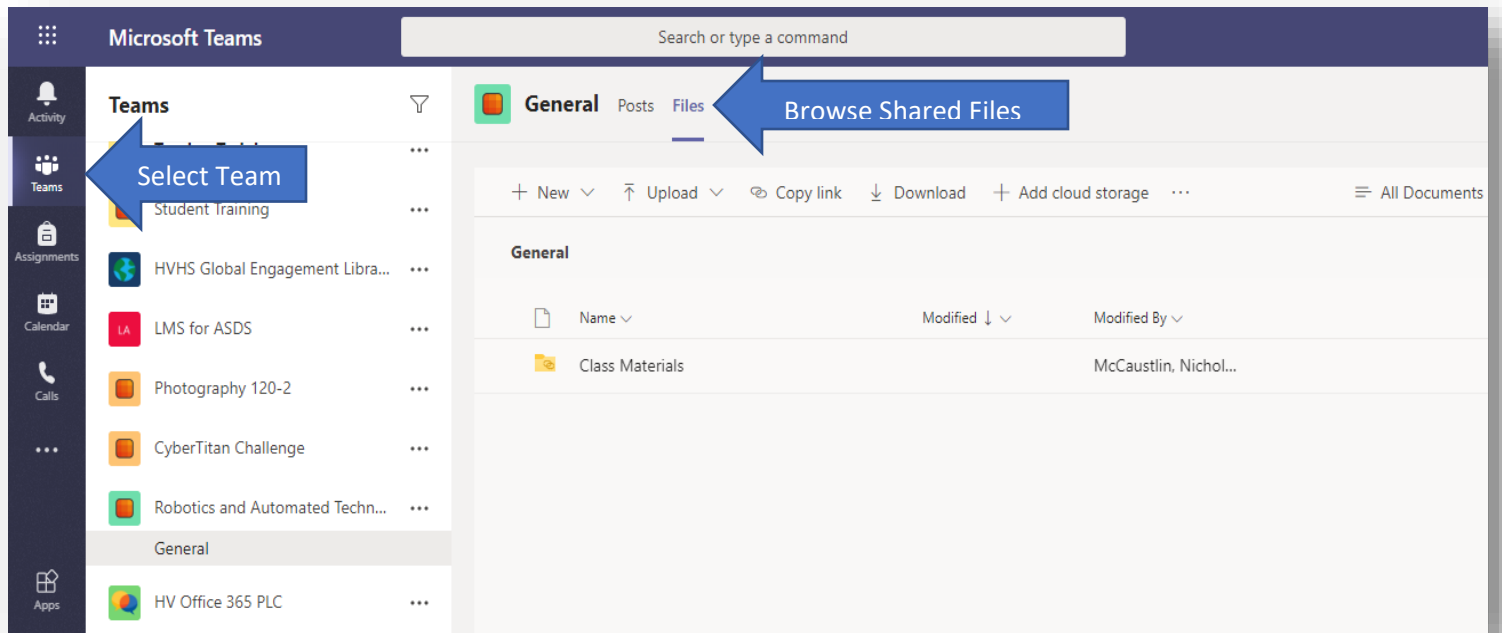 Microsoft Teams
Search or type a command
Activity
Teams
Assignments
Calendar
Calls
Apps
Teams
Select Team
Student Training
HVHS Global Engagement Libra...
LA
LMS for ASDS
Photography 120-2
CyberTitan Challenge
Robotics and Automated Techn...
General
HV Office 365 PLC
General Posts Files
Browse Shared Files
New Upload Copy link Download Add cloud storage ... All Documents
General
Name Modified Modified By
Class Materials McCaustlin, Nichol...